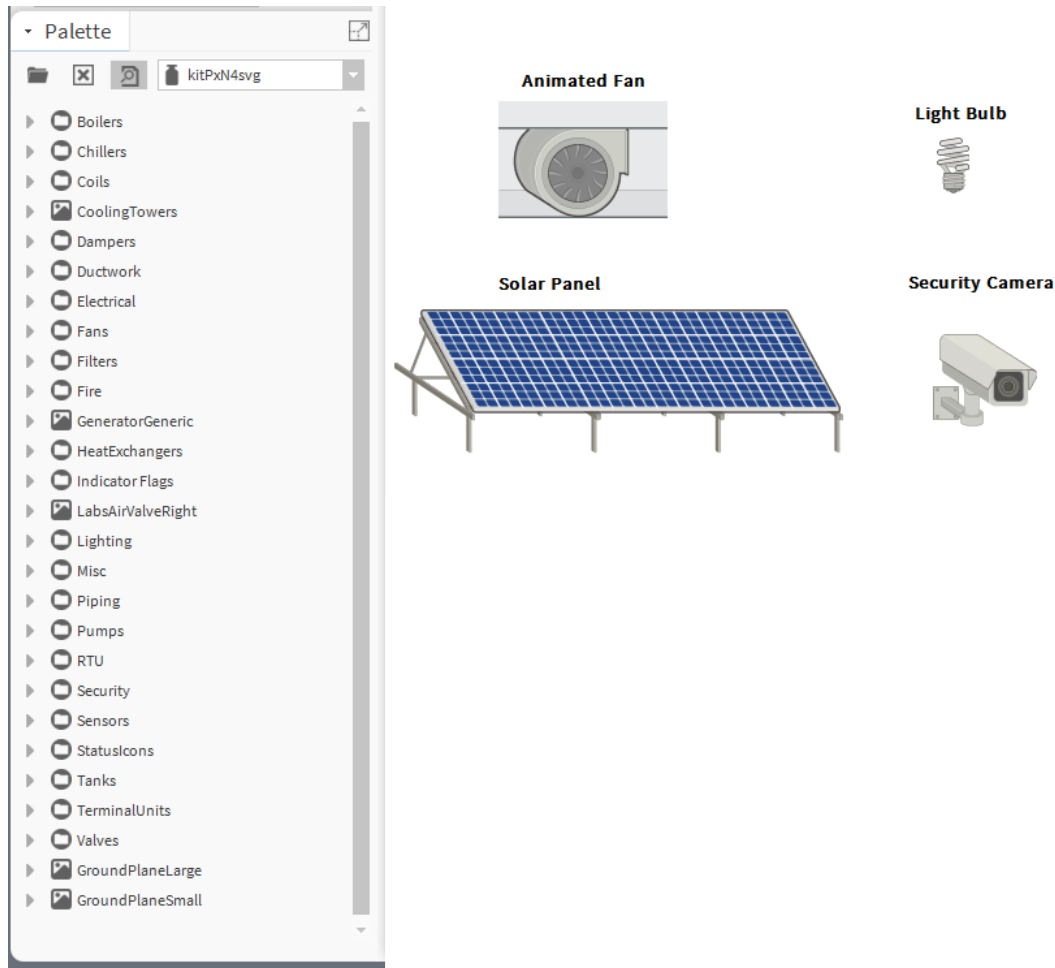 Palette
kitPxN4svg
Boilers
Chillers
Coils
CoolingTowers
Dampers
Ductwork
Electrical
Fans
Filters
Fire
GeneratorGeneric
HeatExchangers
Indicator Flags
LabsAirValveRight
Lighting
Misc
Piping
Pumps
RTU
Security
Sensors
StatusIcons
Tanks
TerminalUnits
Valves
GroundPlaneLarge
GroundPlaneSmall
Animated Fan
Light Bulb
Solar Panel
Security Camera